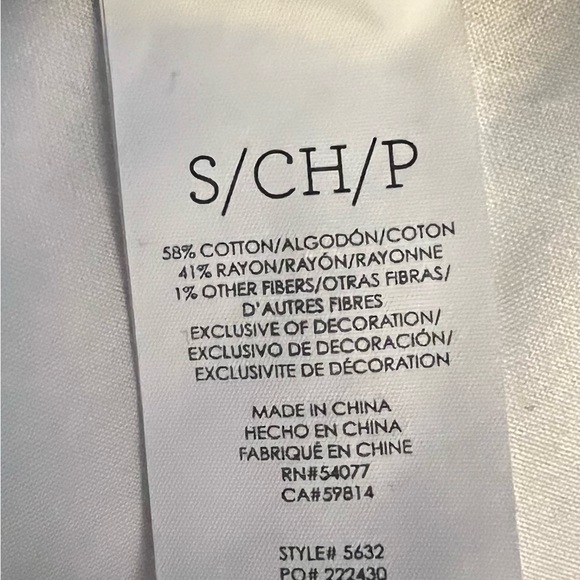 S/CH/P
58% COTTON/ALGODÓN/COTON
41% RAYON/RAYÓN/RAYONNE
1% OTHER FIBERS/OTRAS FIBRAS/
D'AUTRES FIBRES
EXCLUSIVE OF DECORATION/
EXCLUSIVO DE DECORACIÓN/
EXCLUSIVITE DE DÉCORATION
MADE IN CHINA
HECHO EN CHINA
FABRIQUÉ EN CHINE
RN#54077
CA#59814
STYLE# 5632
PO# 222430